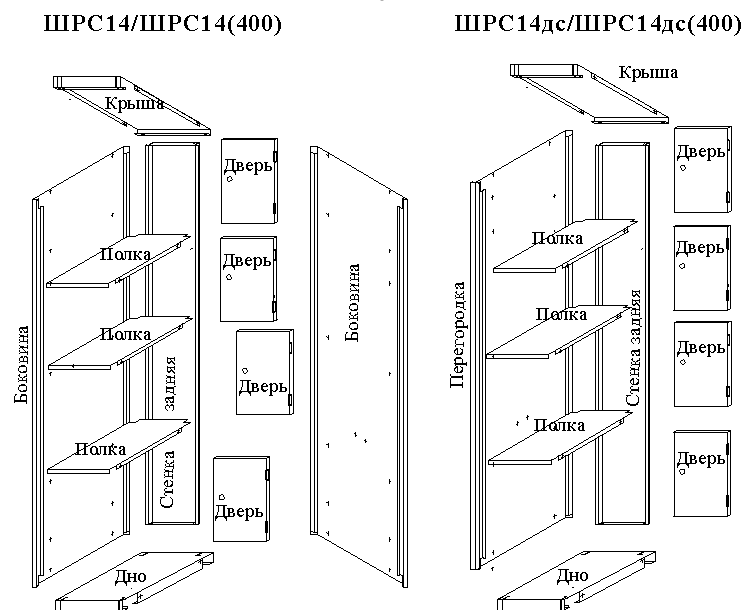 ШРС14/ШРС14(400)
Крыша
Дверь
Полка
Дверь
Боковина
Полка
Боковина
задняя
Дверь
Полка
Стенка
Дверь
Дно
ШРС14дс/ШРС14дс(400)
Крыша
Дверь
Полка
Дверь
Перегородка
Полка
Стенка задняя
Дверь
Полка
Дверь
Дно